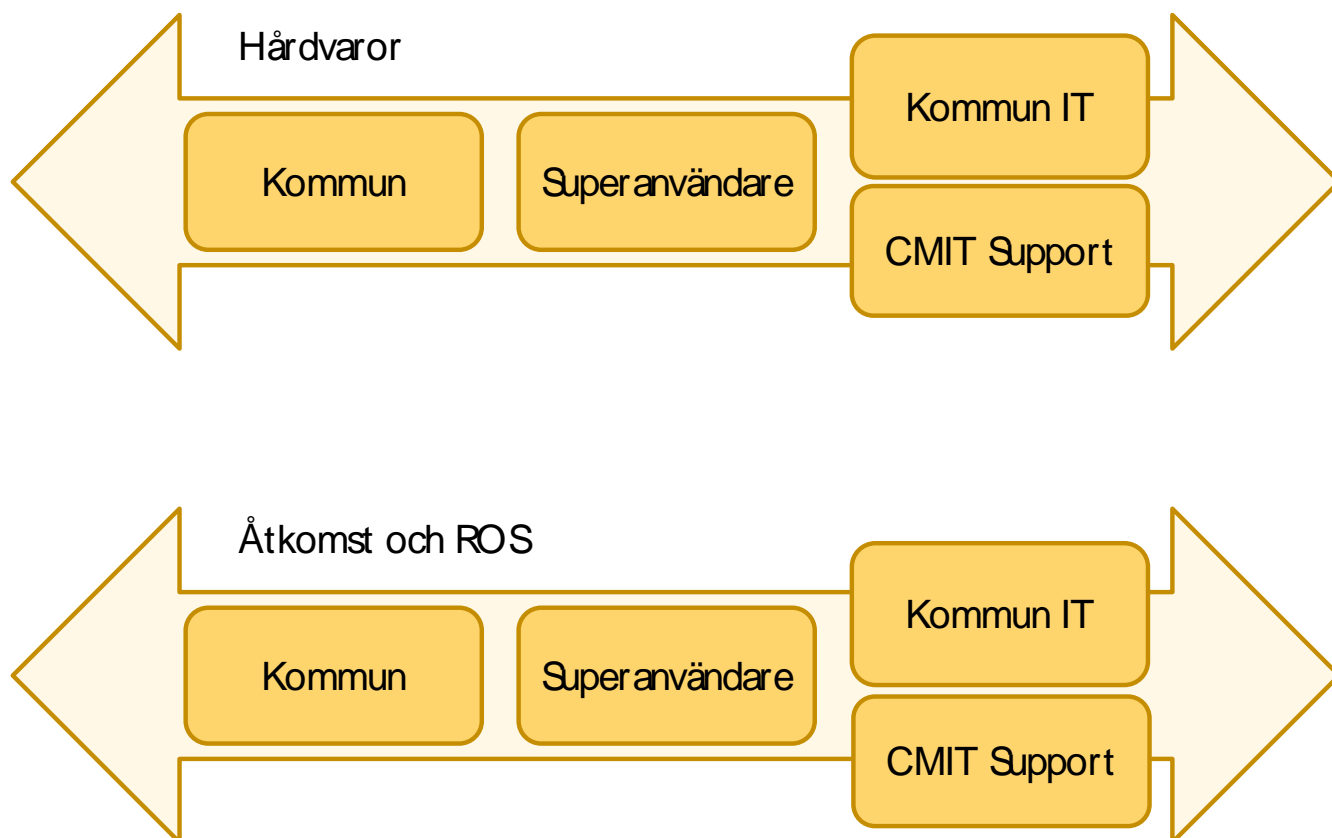 Hårdvaror
Kommun
Superanvändare
Kommun IT
CMIT Support
Åtkomst och ROS
Kommun
Superanvändare
Kommun IT
CMIT Support